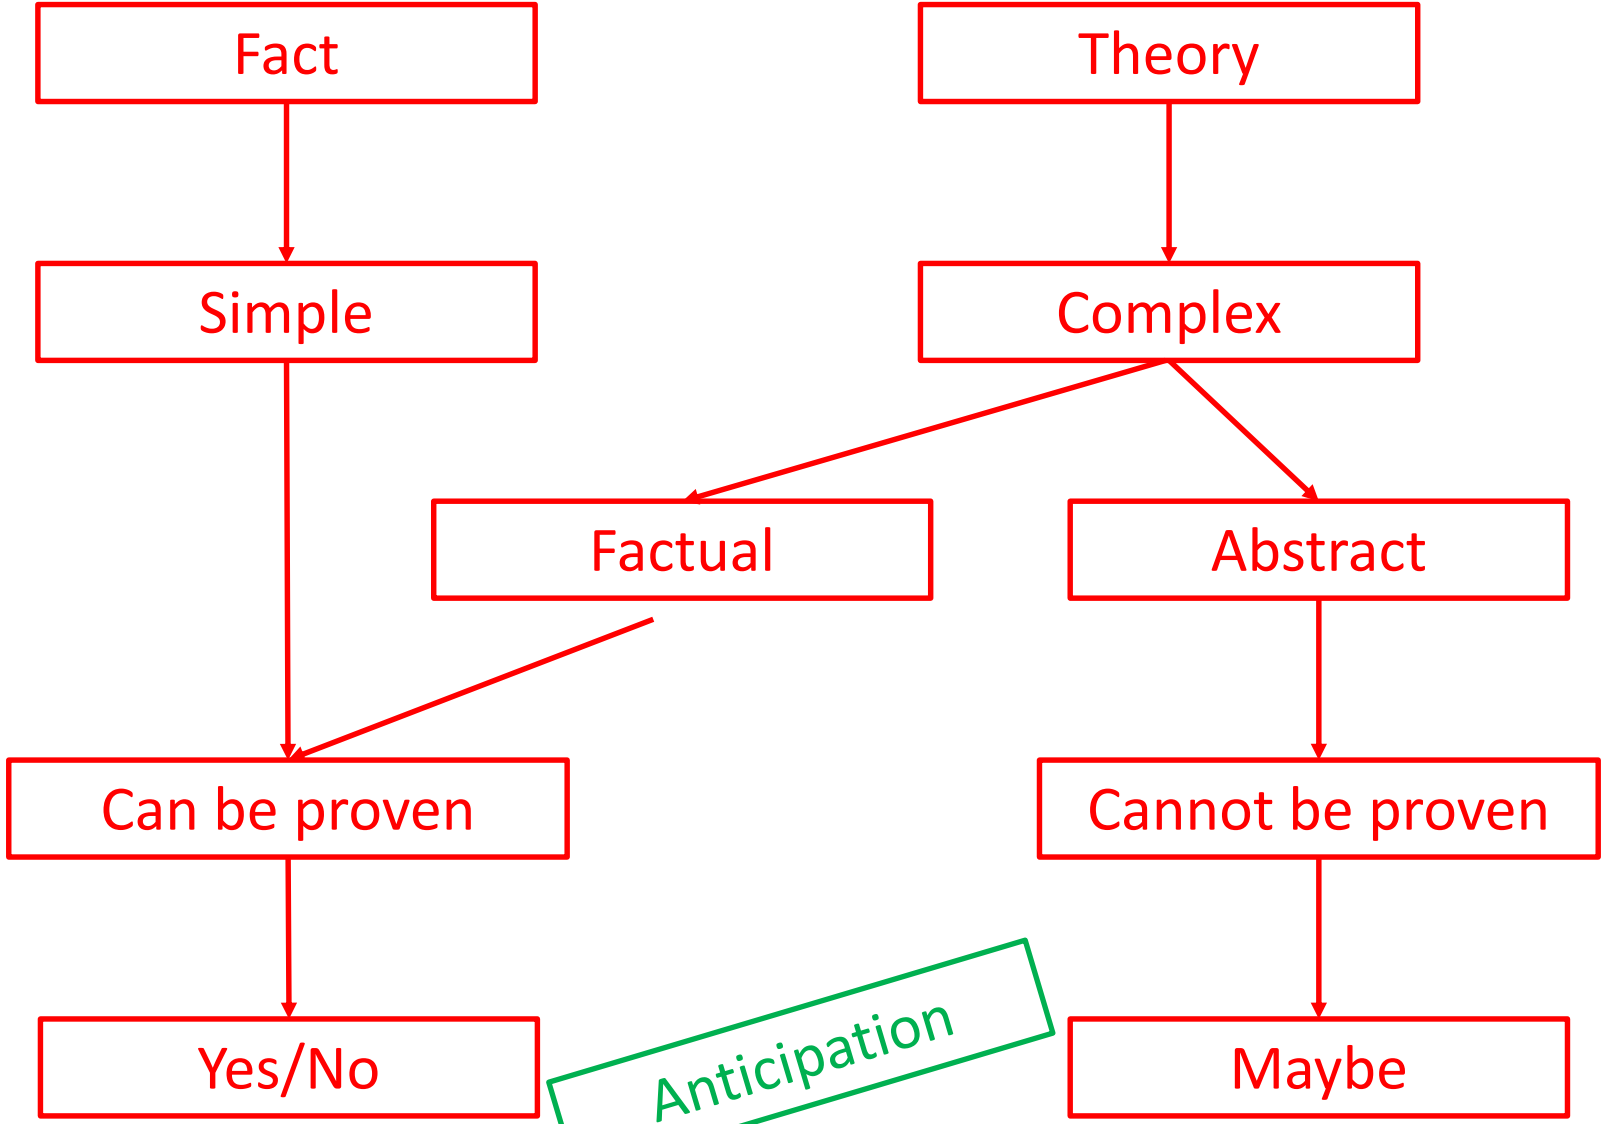 Fact
Theory
Simple
Complex
Factual
Abstract
Can be proven
Cannot be proven
Yes/No
Anticipation
Maybe